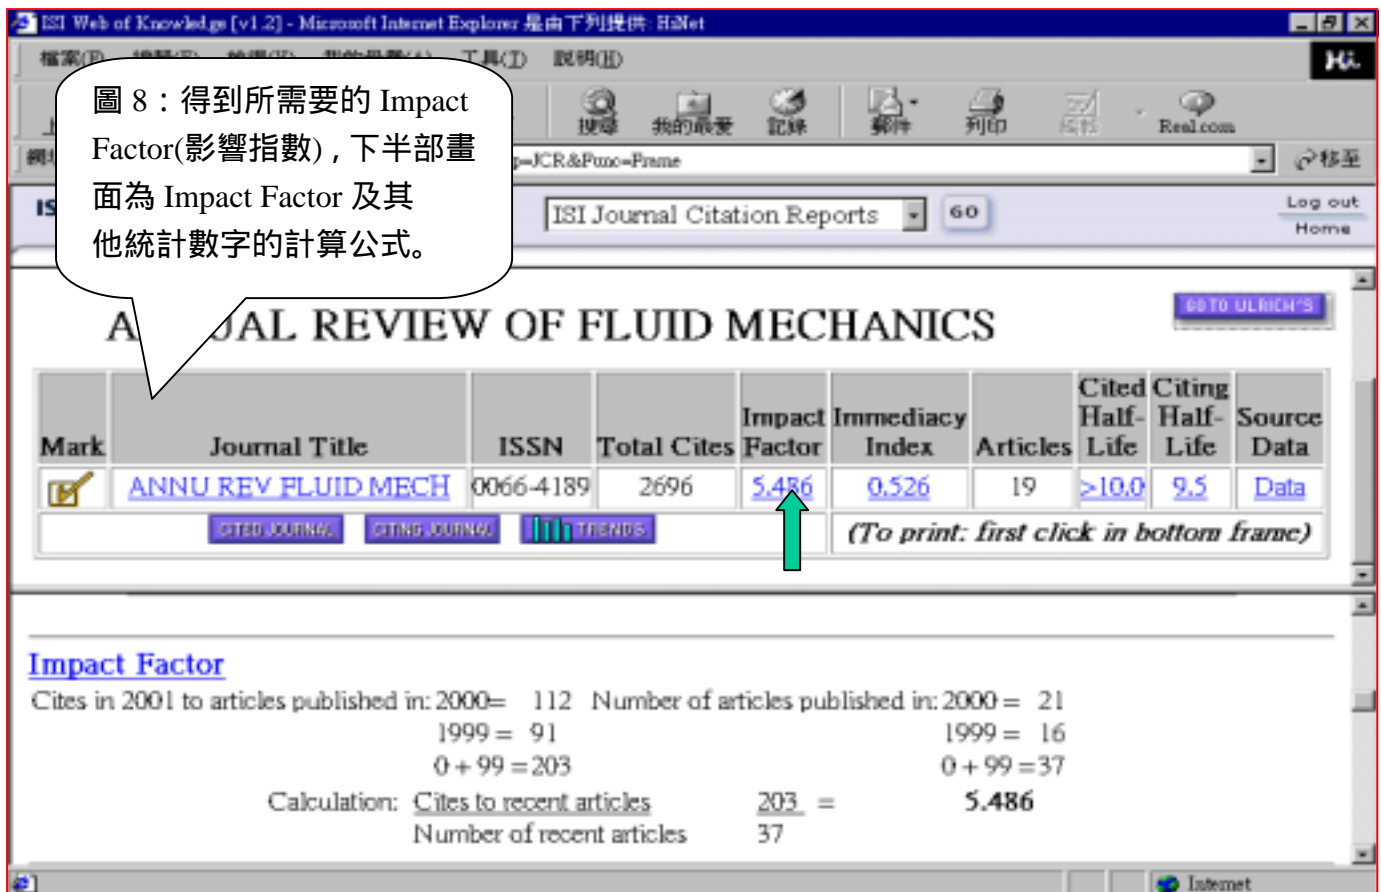 ISI Web of Knowledge [v1.2] - Microsoft Internet Explorer 是由下列提供: HiNet
工具(T) 說明(H)
Hi.
圖 8：得到所需要的 Impact
Factor(影響指數)，下半部畫
面為 Impact Factor 及其
他統計數字的計算公式。
搜尋 我的最愛 記錄 郵件 列印 Real.com
p=JCR&Func=Frame 移至
ISI Journal Citation Reports GO Log out
Home
GO TO ULRICH'S
ANNUAL REVIEW OF FLUID MECHANICS
Mark Journal Title ISSN Total Cites Impact Factor Immediacy Index Articles Cited Half-Life Citing Half-Life Source Data
ANNU REV FLUID MECH 0066-4189 2696 5.486 0.526 19 >10.0 9.5 Data
CITED JOURNAL CITING JOURNAL TRENDS (To print: first click in bottom frame)
Impact Factor
Cites in 2001 to articles published in: 2000= 112 Number of articles published in: 2000 = 21
1999 = 91 1999 = 16
0 + 99 =203 0 + 99 =37
Calculation: Cites to recent articles 203 = 5.486
Number of recent articles 37
Internet